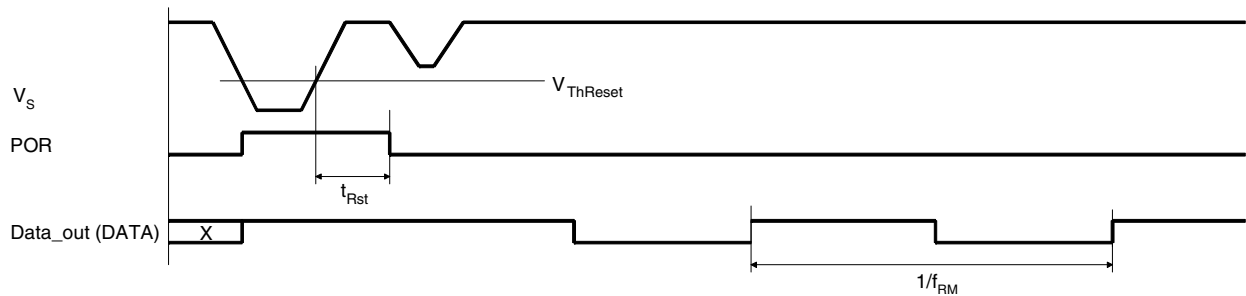 V_ThReset
V_S
POR
t_Rst
Data_out (DATA)
X
1/f_RM